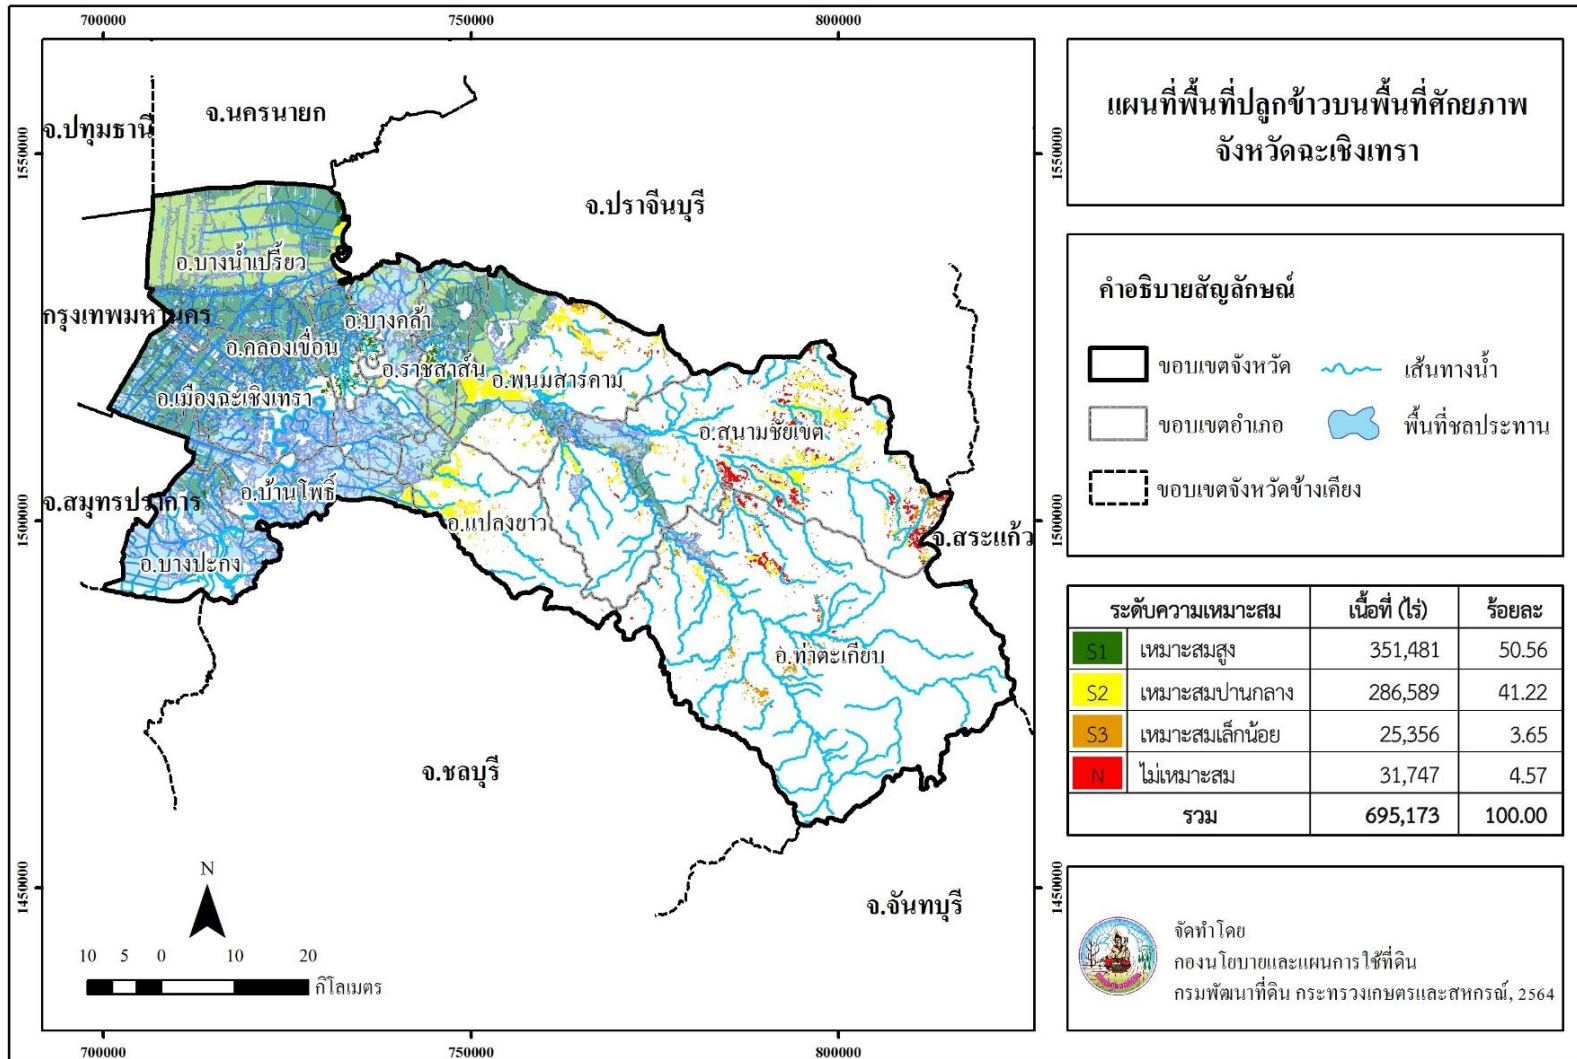 700000
750000
800000
1550000
1500000
1450000
1550000
1500000
1450000
700000
750000
800000
จ.ปทุมธานี
จ.นครนายก
จ.ปราจีนบุรี
กรุงเทพมหานคร
จ.สมุทรปราการ
จ.ชลบุรี
จ.จันทบุรี
จ.สระแก้ว
อ.บางน้ำเปรี้ยว
อ.บางคล้า
อ.คลองเขื่อน
อ.ราชสาส์น
อ.พนมสารคาม
อ.เมืองฉะเชิงเทรา
อ.สนามชัยเขต
อ.บ้านโพธิ์
อ.แปลงยาว
อ.บางปะกง
อ.ท่าตะเกียบ
N
10 5 0 10 20
กิโลเมตร
แผนที่พื้นที่ปลูกข้าวบนพื้นที่ศักยภาพ
จังหวัดฉะเชิงเทรา
คำอธิบายสัญลักษณ์
ขอบเขตจังหวัด เส้นทางน้ำ
ขอบเขตอำเภอ พื้นที่ชลประทาน
ขอบเขตจังหวัดข้างเคียง
ระดับความเหมาะสม เนื้อที่ (ไร่) ร้อยละ
S1 เหมาะสมสูง 351,481 50.56
S2 เหมาะสมปานกลาง 286,589 41.22
S3 เหมาะสมเล็กน้อย 25,356 3.65
N ไม่เหมาะสม 31,747 4.57
รวม 695,173 100.00
จัดทำโดย
กองนโยบายและแผนการใช้ที่ดิน
กรมพัฒนาที่ดิน กระทรวงเกษตรและสหกรณ์, 2564